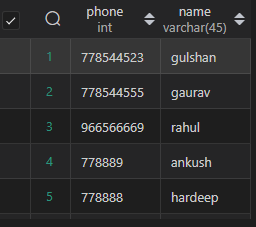 phone name
int varchar(45)
1 778544523 gulshan
2 778544555 gaurav
3 966566669 rahul
4 778889 ankush
5 778888 hardeep